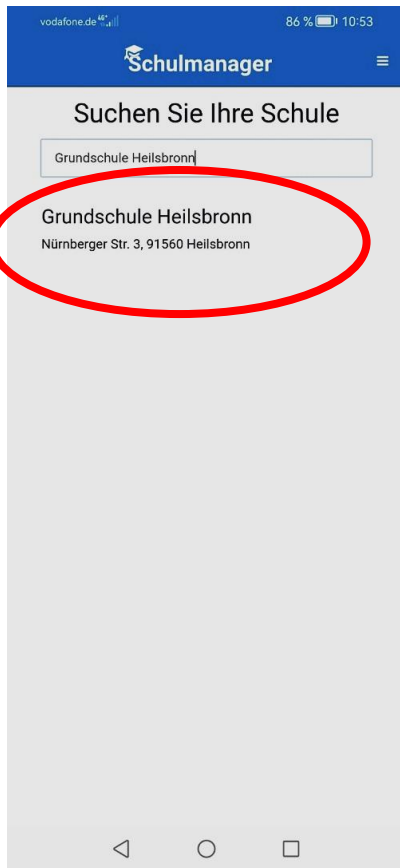 vodafone.de 86 % 10:53
Schulmanager
Suchen Sie Ihre Schule
Grundschule Heilsbronn
Grundschule Heilsbronn
Nürnberger Str. 3, 91560 Heilsbronn